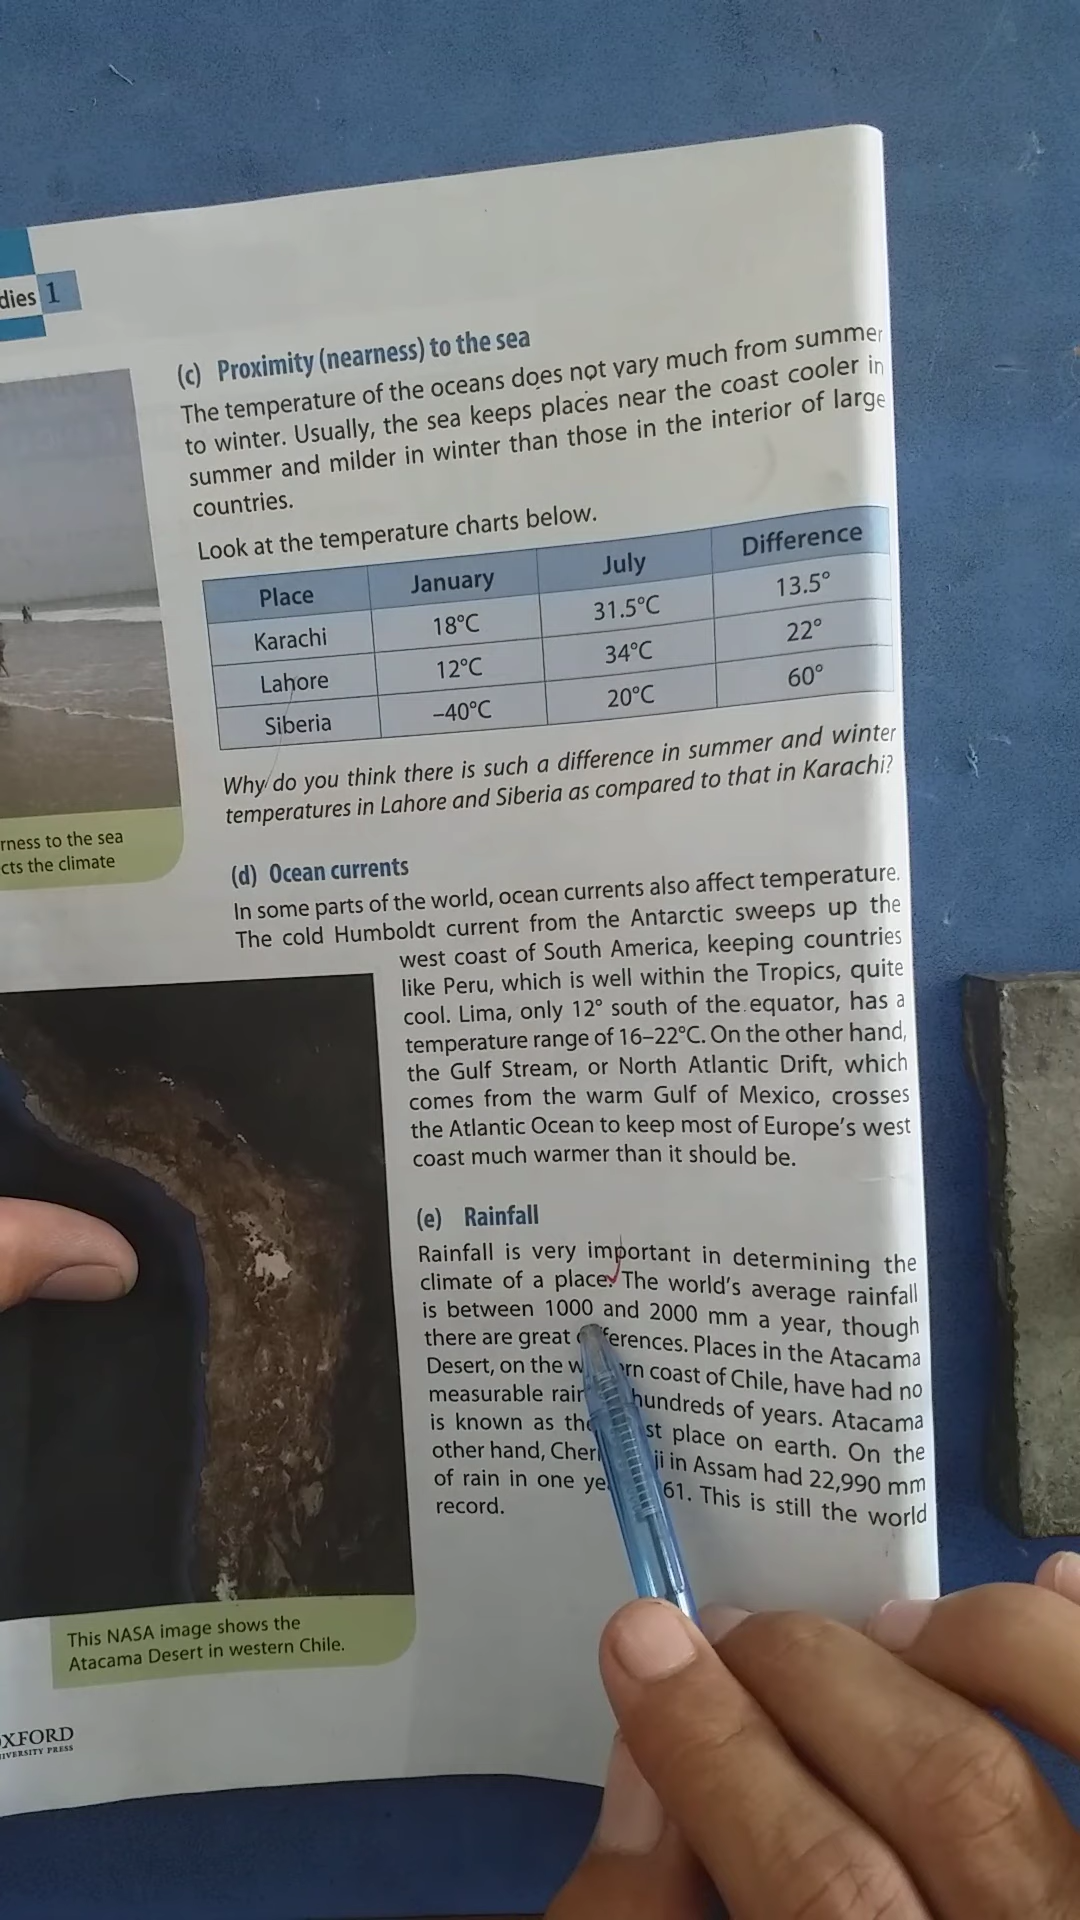 dies 1
(c) Proximity (nearness) to the sea
The temperature of the oceans does not vary much from summer
to winter. Usually, the sea keeps places near the coast cooler in
summer and milder in winter than those in the interior of large
countries.
Look at the temperature charts below.
Place January July Difference
Karachi 18°C 31.5°C 13.5°
Lahore 12°C 34°C 22°
Siberia –40°C 20°C 60°
Why do you think there is such a difference in summer and winter
temperatures in Lahore and Siberia as compared to that in Karachi?
rness to the sea
cts the climate
(d) Ocean currents
In some parts of the world, ocean currents also affect temperature.
The cold Humboldt current from the Antarctic sweeps up the
west coast of South America, keeping countries
like Peru, which is well within the Tropics, quite
cool. Lima, only 12° south of the equator, has a
temperature range of 16–22°C. On the other hand,
the Gulf Stream, or North Atlantic Drift, which
comes from the warm Gulf of Mexico, crosses
the Atlantic Ocean to keep most of Europe's west
coast much warmer than it should be.
(e) Rainfall
Rainfall is very important in determining the
climate of a place. The world's average rainfall
is between 1000 and 2000 mm a year, though
there are great ferences. Places in the Atacama
Desert, on the w rn coast of Chile, have had no
measurable rain hundreds of years. Atacama
is known as the st place on earth. On the
other hand, Cher ji in Assam had 22,990 mm
of rain in one ye 61. This is still the world
record.
This NASA image shows the
Atacama Desert in western Chile.
XFORD
IVERSITY PRESS